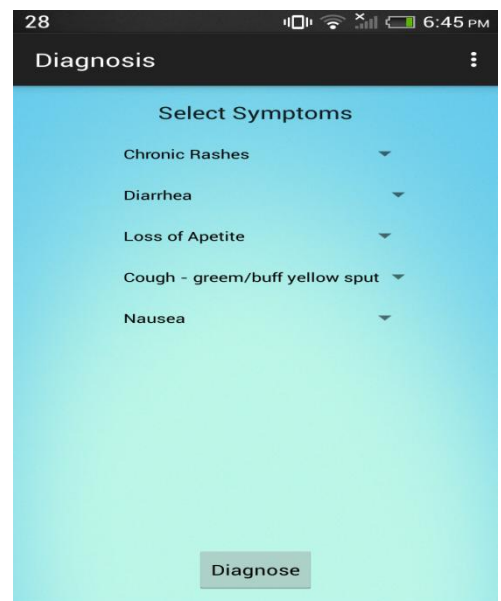 28 6:45 PM
Diagnosis
Select Symptoms
Chronic Rashes
Diarrhea
Loss of Apetite
Cough - greem/buff yellow sput
Nausea
Diagnose